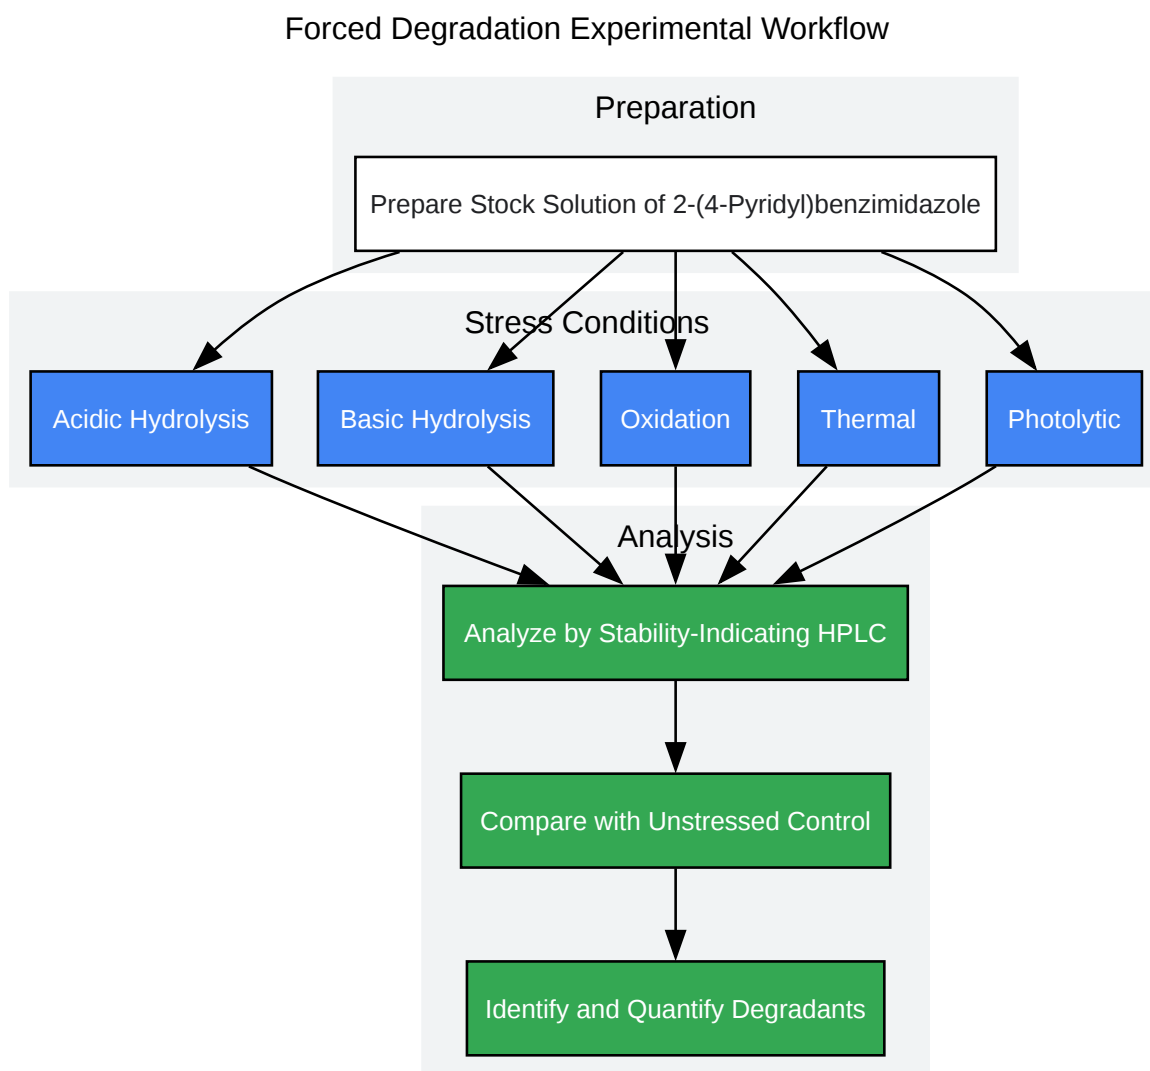 Forced Degradation Experimental Workflow
Preparation
Prepare Stock Solution of 2-(4-Pyridyl)benzimidazole
Stress Conditions
Acidic Hydrolysis
Basic Hydrolysis
Oxidation
Thermal
Photolytic
Analysis
Analyze by Stability-Indicating HPLC
Compare with Unstressed Control
Identify and Quantify Degradants